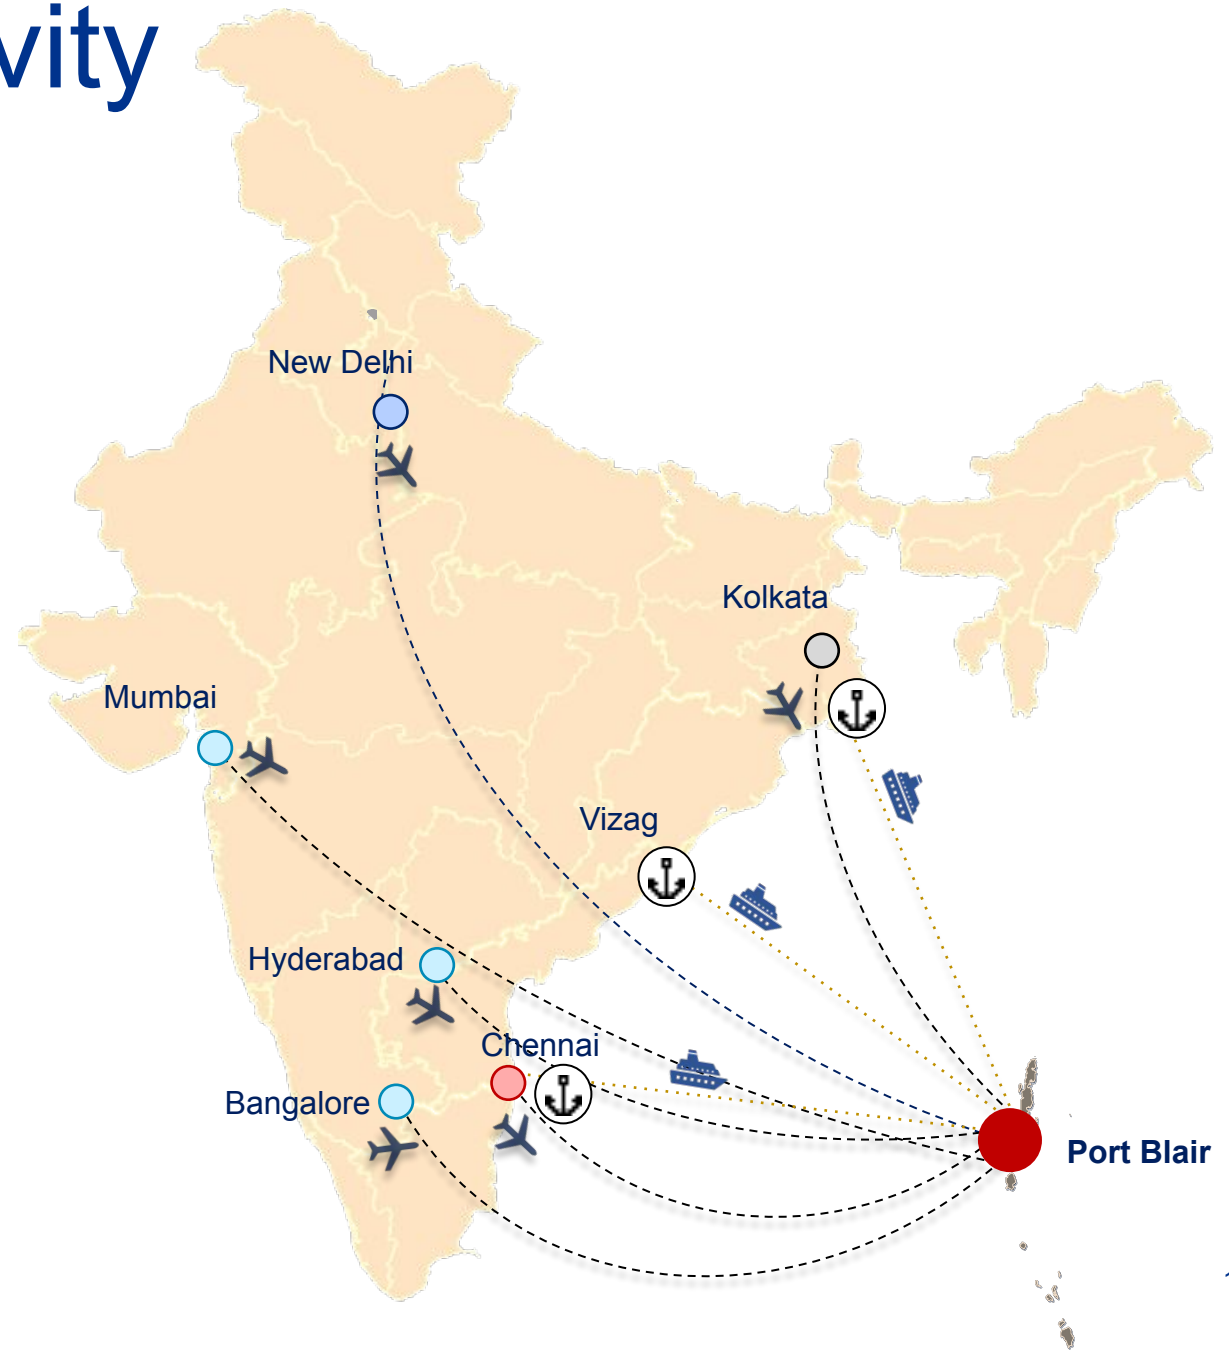 vity
New Delhi
Kolkata
Mumbai
Vizag
Hyderabad
Chennai
Bangalore
Port Blair